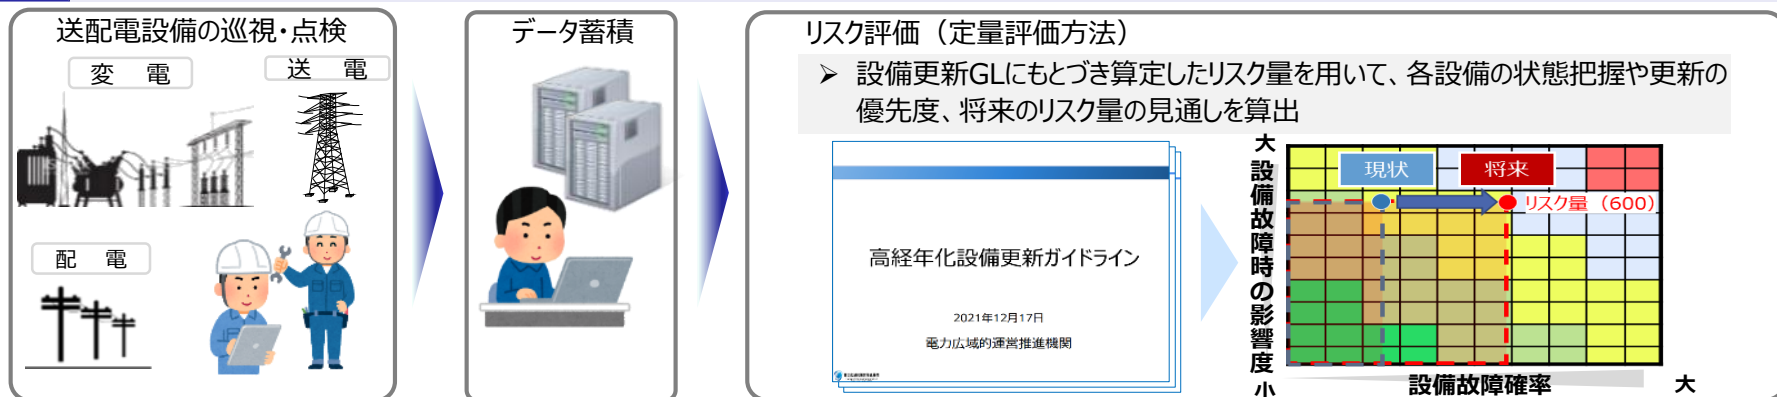 送配電設備の巡視・点検
変　電
送　電
配　電
データ蓄積
リスク評価（定量評価方法）
➢ 設備更新GLにもとづき算定したリスク量を用いて、各設備の状態把握や更新の
優先度、将来のリスク量の見通しを算出
高経年化設備更新ガイドライン
2021年12月17日
電力広域的運営推進機関
大
設備故障時の影響度
小
現状
将来
リスク量（600）
設備故障確率
大